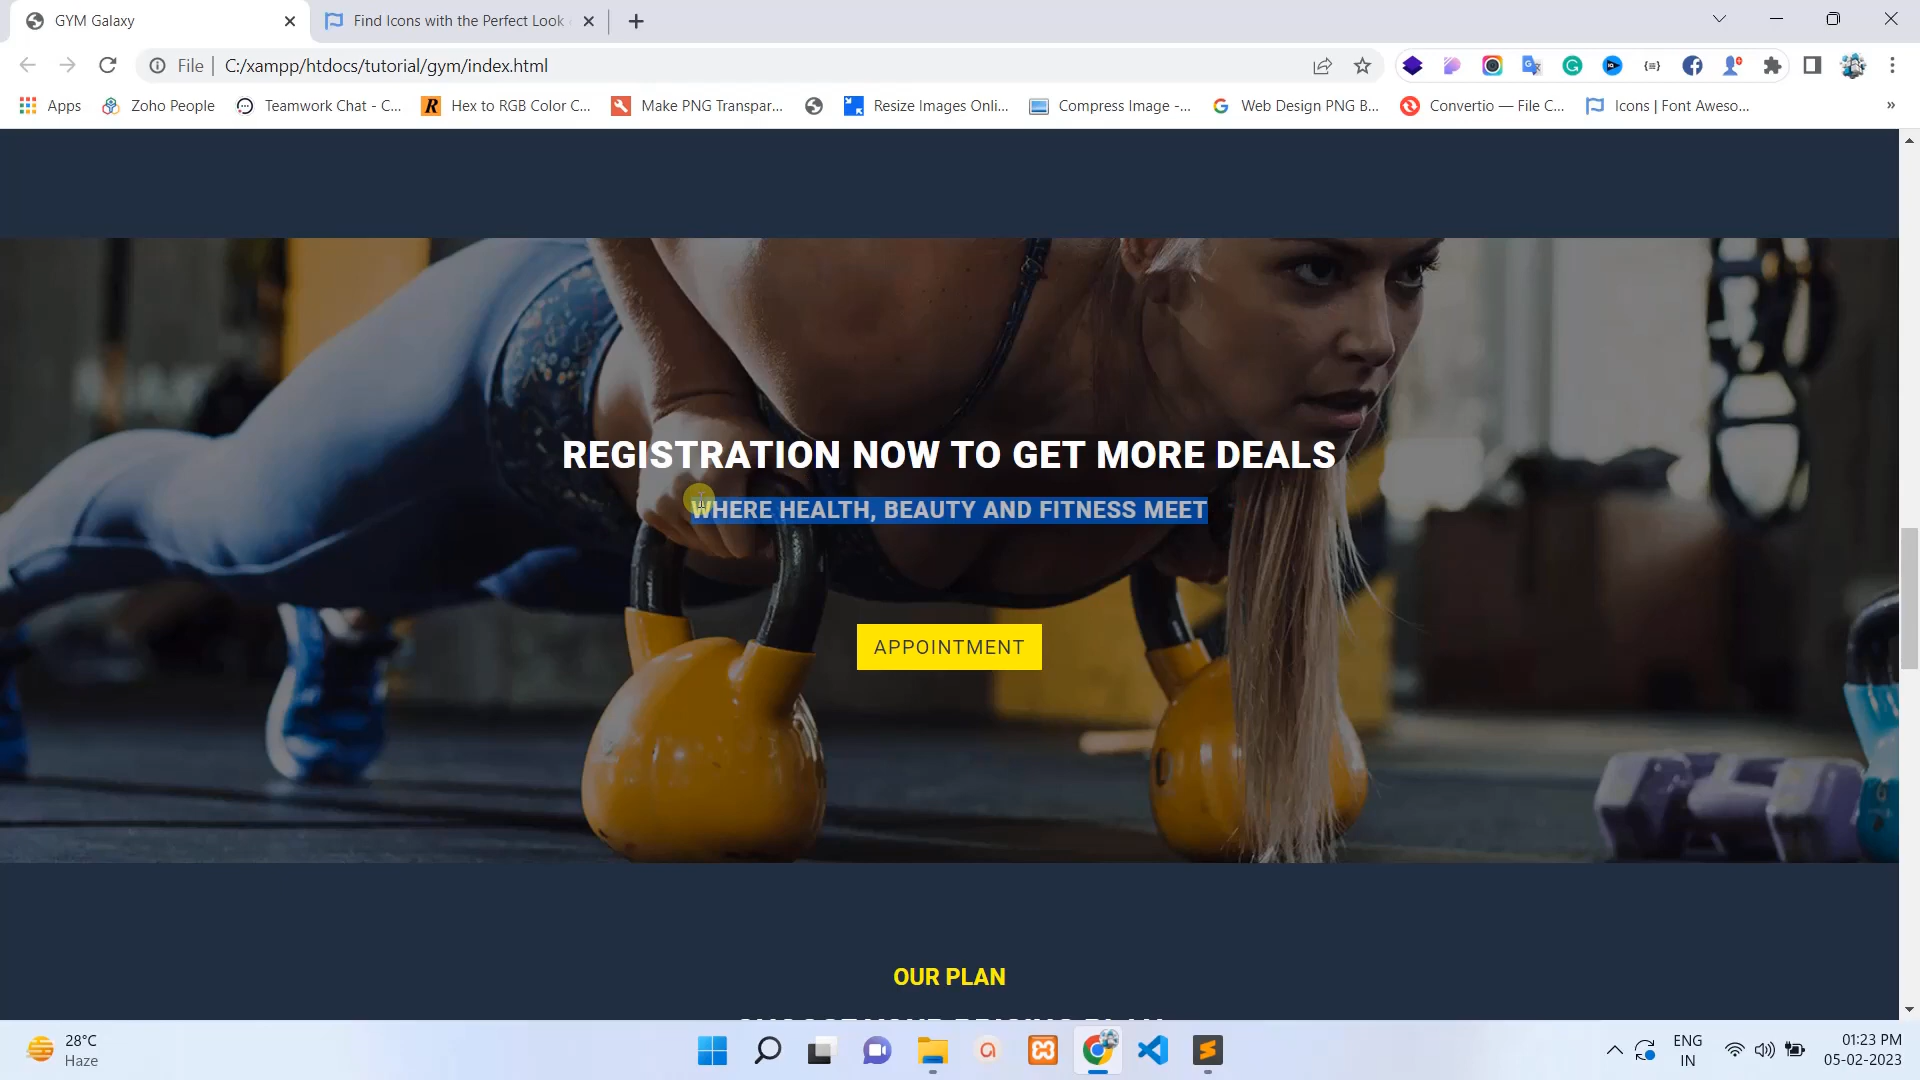 GYM Galaxy
Find Icons with the Perfect Look
File
C:/xampp/htdocs/tutorial/gym/index.html
Apps
Zoho People
Teamwork Chat - C...
Hex to RGB Color C...
Make PNG Transpar...
Resize Images Onli...
Compress Image -...
Web Design PNG B...
Convertio — File C...
Icons | Font Aweso...
»
REGISTRATION NOW TO GET MORE DEALS
WHERE HEALTH, BEAUTY AND FITNESS MEET
APPOINTMENT
OUR PLAN
28°C
Haze
ENG
IN
01:23 PM
05-02-2023